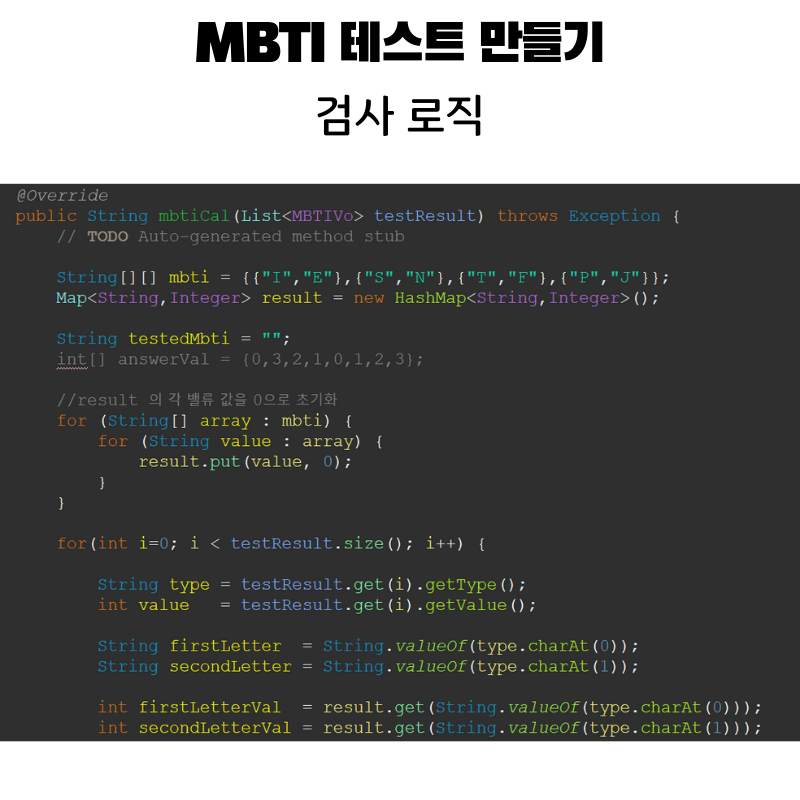 MBTI 테스트 만들기
검사 로직
@Override
public String mbtiCal(List<MBTIVo> testResult) throws Exception {
    // TODO Auto-generated method stub
    String[][] mbti = {{"I","E"},{"S","N"},{"T","F"},{"P","J"}};
    Map<String,Integer> result = new HashMap<String,Integer>();
    String testedMbti = "";
    int[] answerVal = {0,3,2,1,0,1,2,3};
    //result 의 각 밸류 값을 0으로 초기화
    for (String[] array : mbti) {
        for (String value : array) {
            result.put(value, 0);
        }
    }
    for(int i=0; i < testResult.size(); i++) {
        String type = testResult.get(i).getType();
        int value   = testResult.get(i).getValue();
        String firstLetter  = String.valueOf(type.charAt(0));
        String secondLetter = String.valueOf(type.charAt(1));
        int firstLetterVal  = result.get(String.valueOf(type.charAt(0)));
        int secondLetterVal = result.get(String.valueOf(type.charAt(1)));